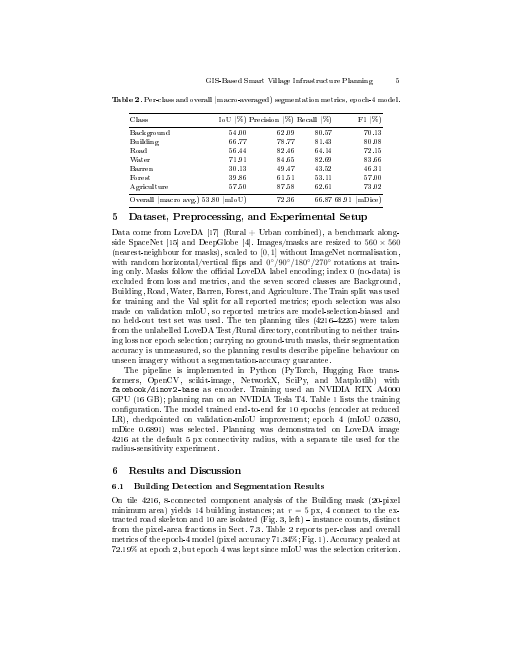 GIS-Based Smart Village Infrastructure Planning 5
Table 2. Per-class and overall (macro-averaged) segmentation metrics, epoch-4 model.
Class IoU (%) Precision (%) Recall (%) F1 (%)
Background 54.00 62.09 80.57 70.13
Building 66.77 78.77 81.43 80.08
Road 56.44 82.46 64.14 72.15
Water 71.91 84.65 82.69 83.66
Barren 30.13 49.47 43.52 46.31
Forest 39.86 61.51 53.11 57.00
Agriculture 57.50 87.58 62.61 73.02
Overall (macro avg.) 53.80 (mIoU) 72.36 66.87 68.91 (mDice)
5 Dataset, Preprocessing, and Experimental Setup
Data come from LoveDA [17] (Rural + Urban combined), a benchmark along-
side SpaceNet [15] and DeepGlobe [4]. Images/masks are resized to 560 × 560
(nearest-neighbour for masks), scaled to [0, 1] without ImageNet normalisation,
with random horizontal/vertical flips and 0°/90°/180°/270° rotations at train-
ing only. Masks follow the official LoveDA label encoding; index 0 (no-data) is
excluded from loss and metrics, and the seven scored classes are Background,
Building, Road, Water, Barren, Forest, and Agriculture. The Train split was used
for training and the Val split for all reported metrics; epoch selection was also
made on validation mIoU, so reported metrics are model-selection-biased and
no held-out test set was used. The ten planning tiles (4216–4225) were taken
from the unlabelled LoveDA Test/Rural directory, contributing to neither train-
ing loss nor epoch selection; carrying no ground-truth masks, their segmentation
accuracy is unmeasured, so the planning results describe pipeline behaviour on
unseen imagery without a segmentation-accuracy guarantee.
The pipeline is implemented in Python (PyTorch, Hugging Face trans-
formers, OpenCV, scikit-image, NetworkX, SciPy, and Matplotlib) with
facebook/dinov2-base as encoder. Training used an NVIDIA RTX A4000
GPU (16 GB); planning ran on an NVIDIA Tesla T4. Table 1 lists the training
configuration. The model trained end-to-end for 10 epochs (encoder at reduced
LR), checkpointed on validation-mIoU improvement; epoch 4 (mIoU 0.5380,
mDice 0.6891) was selected. Planning was demonstrated on LoveDA image
4216 at the default 5 px connectivity radius, with a separate tile used for the
radius-sensitivity experiment.
6 Results and Discussion
6.1 Building Detection and Segmentation Results
On tile 4216, 8-connected component analysis of the Building mask (20-pixel
minimum area) yields 14 building instances; at r = 5 px, 4 connect to the ex-
tracted road skeleton and 10 are isolated (Fig. 3, left) – instance counts, distinct
from the pixel-area fractions in Sect. 7.3. Table 2 reports per-class and overall
metrics of the epoch-4 model (pixel accuracy 71.34%; Fig. 1). Accuracy peaked at
72.19% at epoch 2, but epoch 4 was kept since mIoU was the selection criterion.